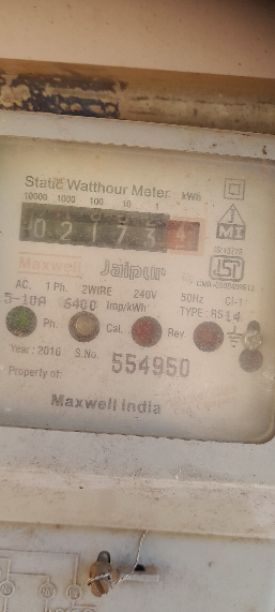 Static Watthour Meter kWh
10000 1000 100 10 1
0 2 1 7 3
Maxwell Jaipur
AC. 1 Ph. 2WIRE 240V 50Hz Cl-1
5-10A 6400 Imp/kWh TYPE: RS14
Ph. Cal. Rev.
Year: 2016 S.No. 554950
Property of:
Maxwell India